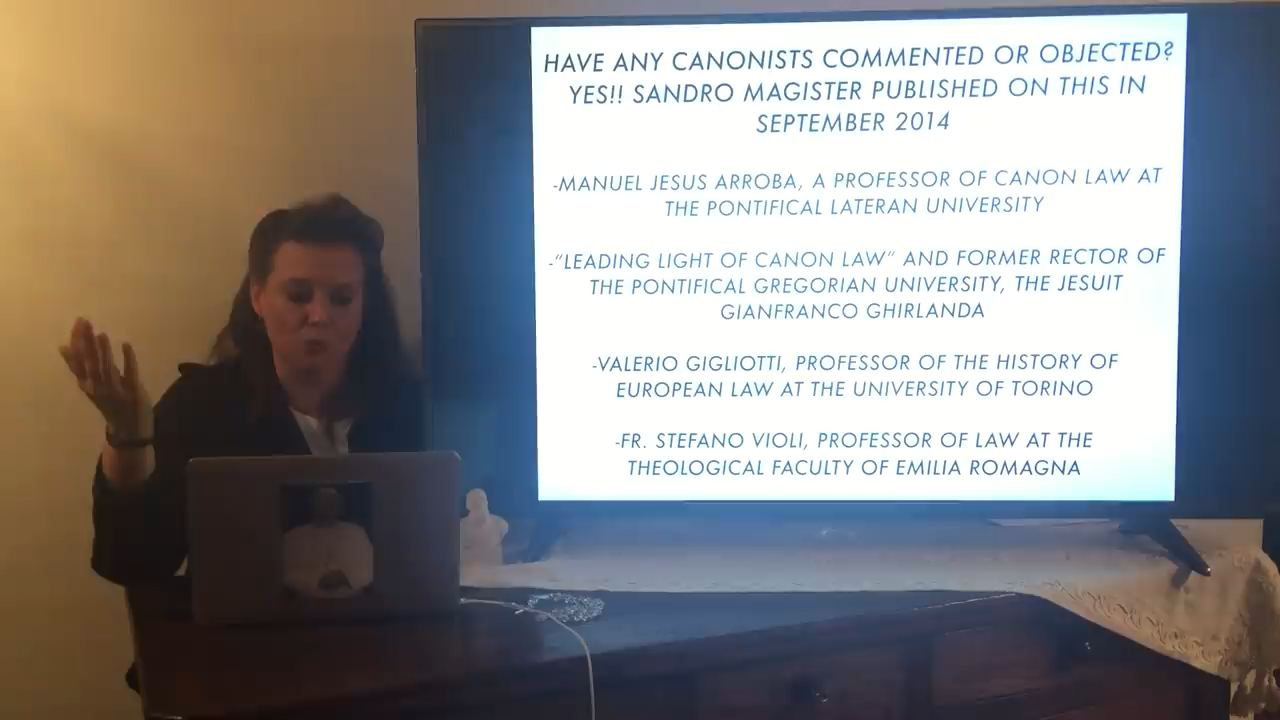 HAVE ANY CANONISTS COMMENTED OR OBJECTED?
YES!! SANDRO MAGISTER PUBLISHED ON THIS IN
SEPTEMBER 2014
-MANUEL JESUS ARROBA, A PROFESSOR OF CANON LAW AT
THE PONTIFICAL LATERAN UNIVERSITY
-"LEADING LIGHT OF CANON LAW" AND FORMER RECTOR OF
THE PONTIFICAL GREGORIAN UNIVERSITY, THE JESUIT
GIANFRANCO GHIRLANDA
-VALERIO GIGLIOTTI, PROFESSOR OF THE HISTORY OF
EUROPEAN LAW AT THE UNIVERSITY OF TORINO
-FR. STEFANO VIOLI, PROFESSOR OF LAW AT THE
THEOLOGICAL FACULTY OF EMILIA ROMAGNA